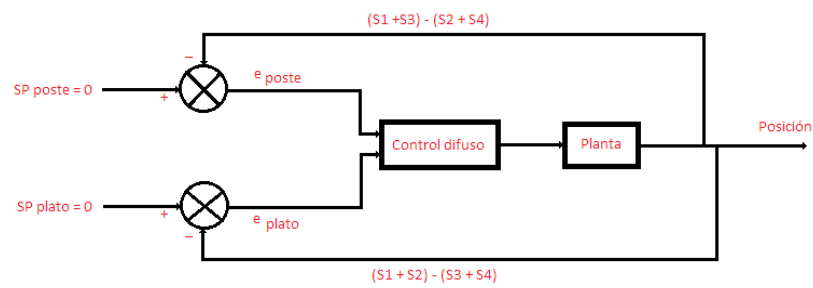 (S1 +S3) - (S2 + S4)
−
e poste
SP poste = 0
+
Posición
Control difuso
Planta
SP plato = 0
+
e plato
−
(S1 + S2) - (S3 + S4)